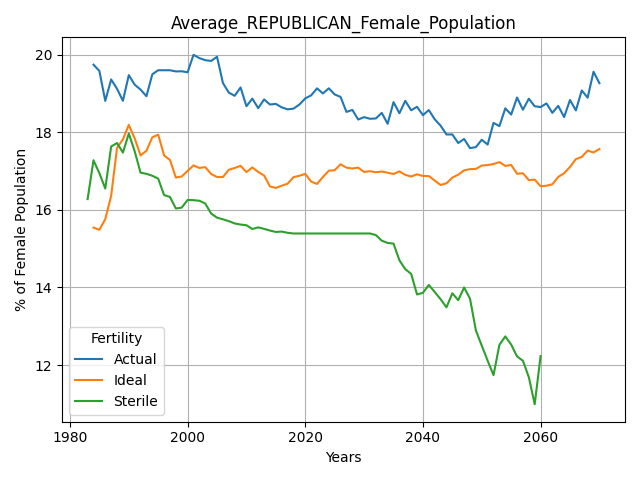 Average_REPUBLICAN_Female_Population
% of Female Population
20
18
16
14
12
Fertility
Actual
Ideal
Sterile
1980 2000 2020 2040 2060
Years